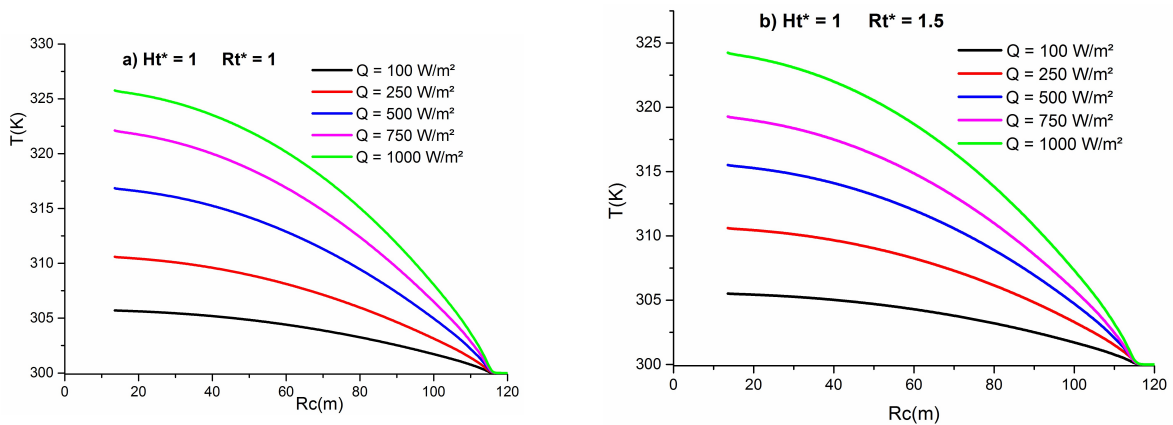 a) Ht* = 1 Rt* = 1
Q = 100 W/m²
Q = 250 W/m²
Q = 500 W/m²
Q = 750 W/m²
Q = 1000 W/m²
T(K)
330
325
320
315
310
305
300
0 20 40 60 80 100 120
Rc(m)
b) Ht* = 1 Rt* = 1.5
Q = 100 W/m²
Q = 250 W/m²
Q = 500 W/m²
Q = 750 W/m²
Q = 1000 W/m²
T(K)
325
320
315
310
305
300
0 20 40 60 80 100 120
Rc(m)